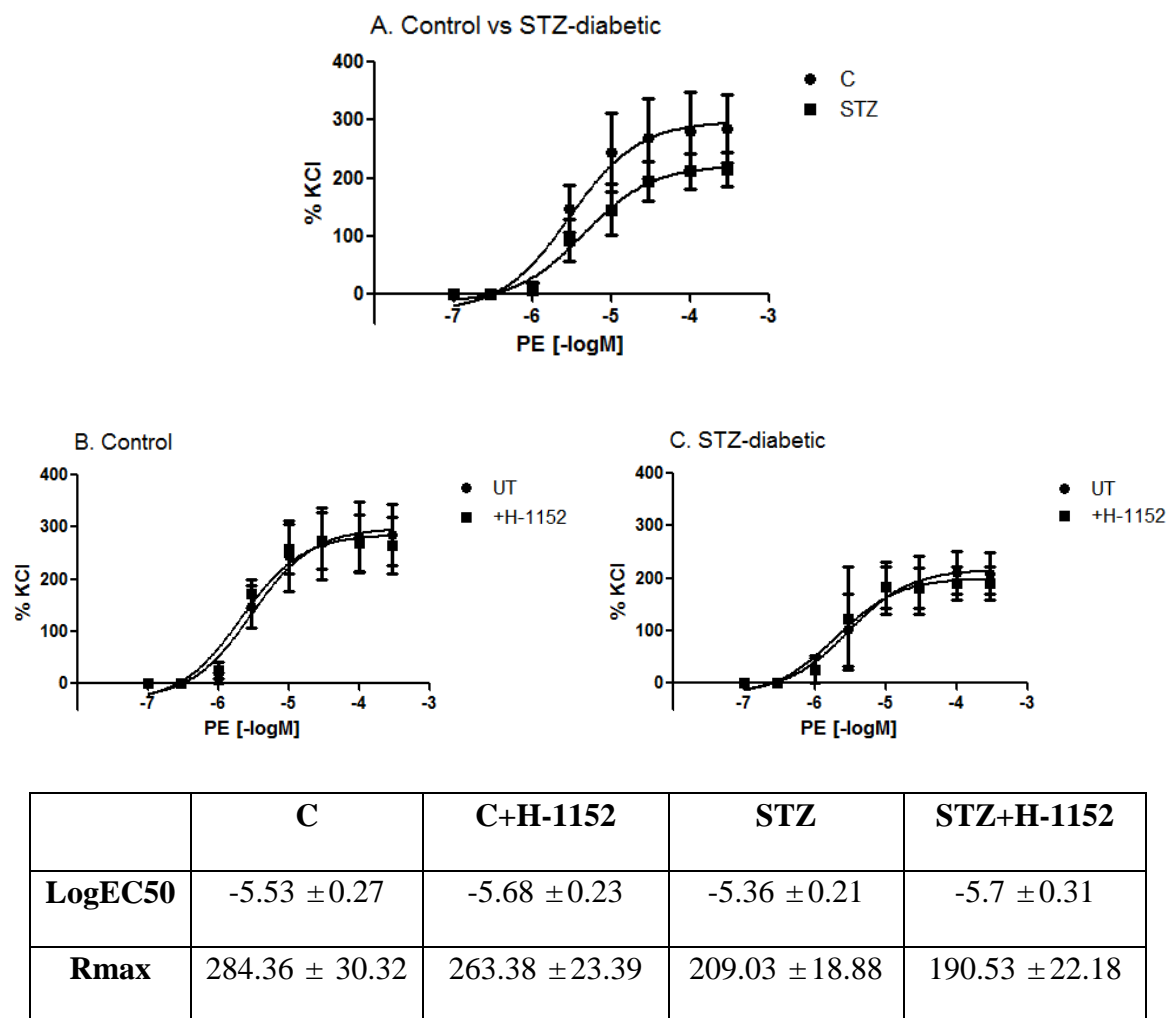 A. Control vs STZ-diabetic
400
300
200
100
0
% KCl
-7 -6 -5 -4 -3
PE [-logM]
C
STZ
B. Control
400
300
200
100
0
% KCl
-7 -6 -5 -4 -3
PE [-logM]
UT
+H-1152
C. STZ-diabetic
400
300
200
100
0
% KCl
-7 -6 -5 -4 -3
PE [-logM]
UT
+H-1152
C C+H-1152 STZ STZ+H-1152
LogEC50 -5.53 ±0.27 -5.68 ±0.23 -5.36 ±0.21 -5.7 ±0.31
Rmax 284.36 ± 30.32 263.38 ±23.39 209.03 ±18.88 190.53 ±22.18